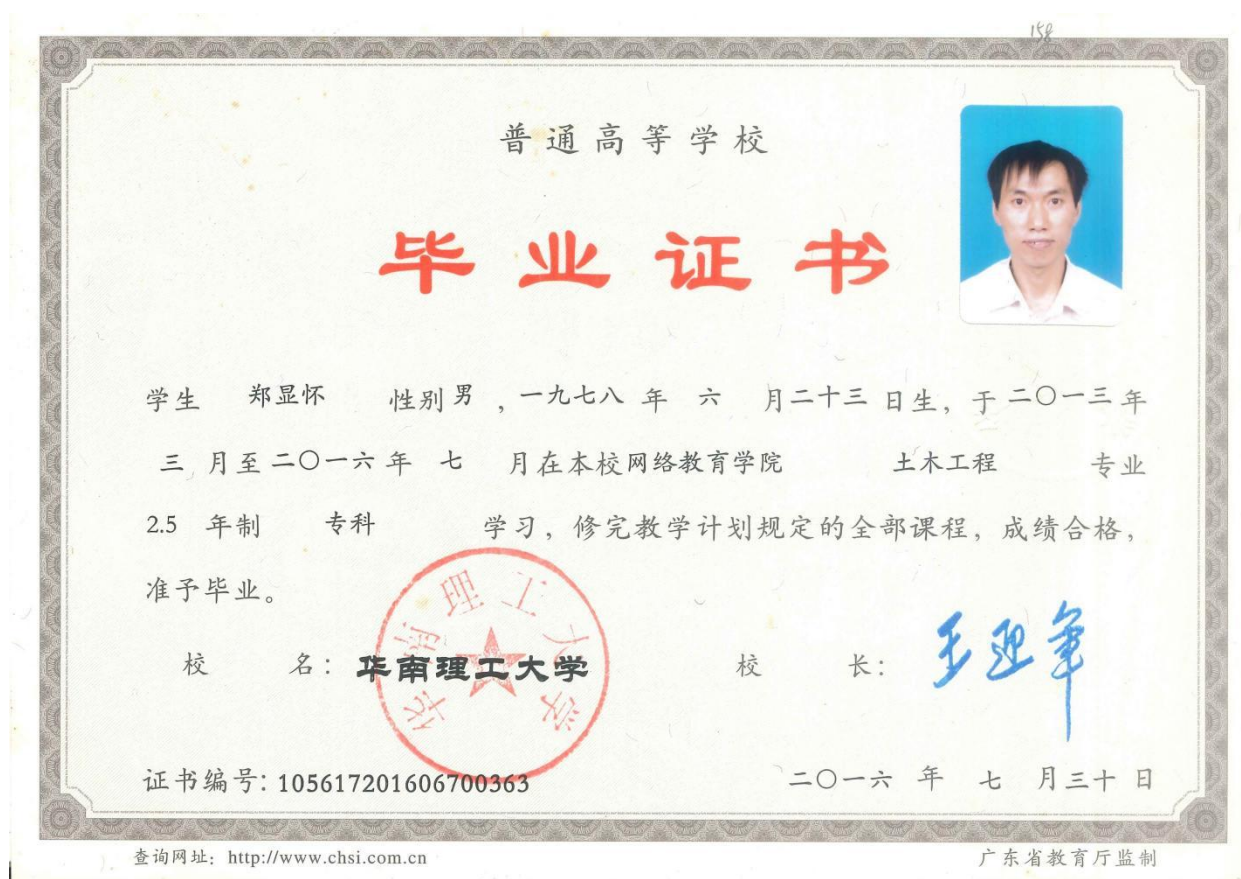 158
普通高等学校
毕业证书
学生 郑显怀 性别男，一九七八年 六 月二十三日生，于二〇一三年
三 月至二〇一六年 七 月在本校网络教育学院 土木工程 专业
2.5 年制 专科 学习，修完教学计划规定的全部课程，成绩合格，
准予毕业。
校 名：华南理工大学 校 长：
华南理工大学
证书编号：105617201606700363 二〇一六 年 七 月三十 日
查询网址：http://www.chsi.com.cn 广东省教育厅监制